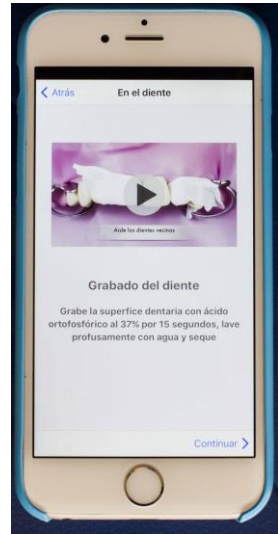 Atrás
En el diente
Aisle los dientes vecinos
Grabado del diente
Grabe la superfice dentaria con ácido
ortofosfórico al 37% por 15 segundos, lave
profusamente con agua y seque
Continuar